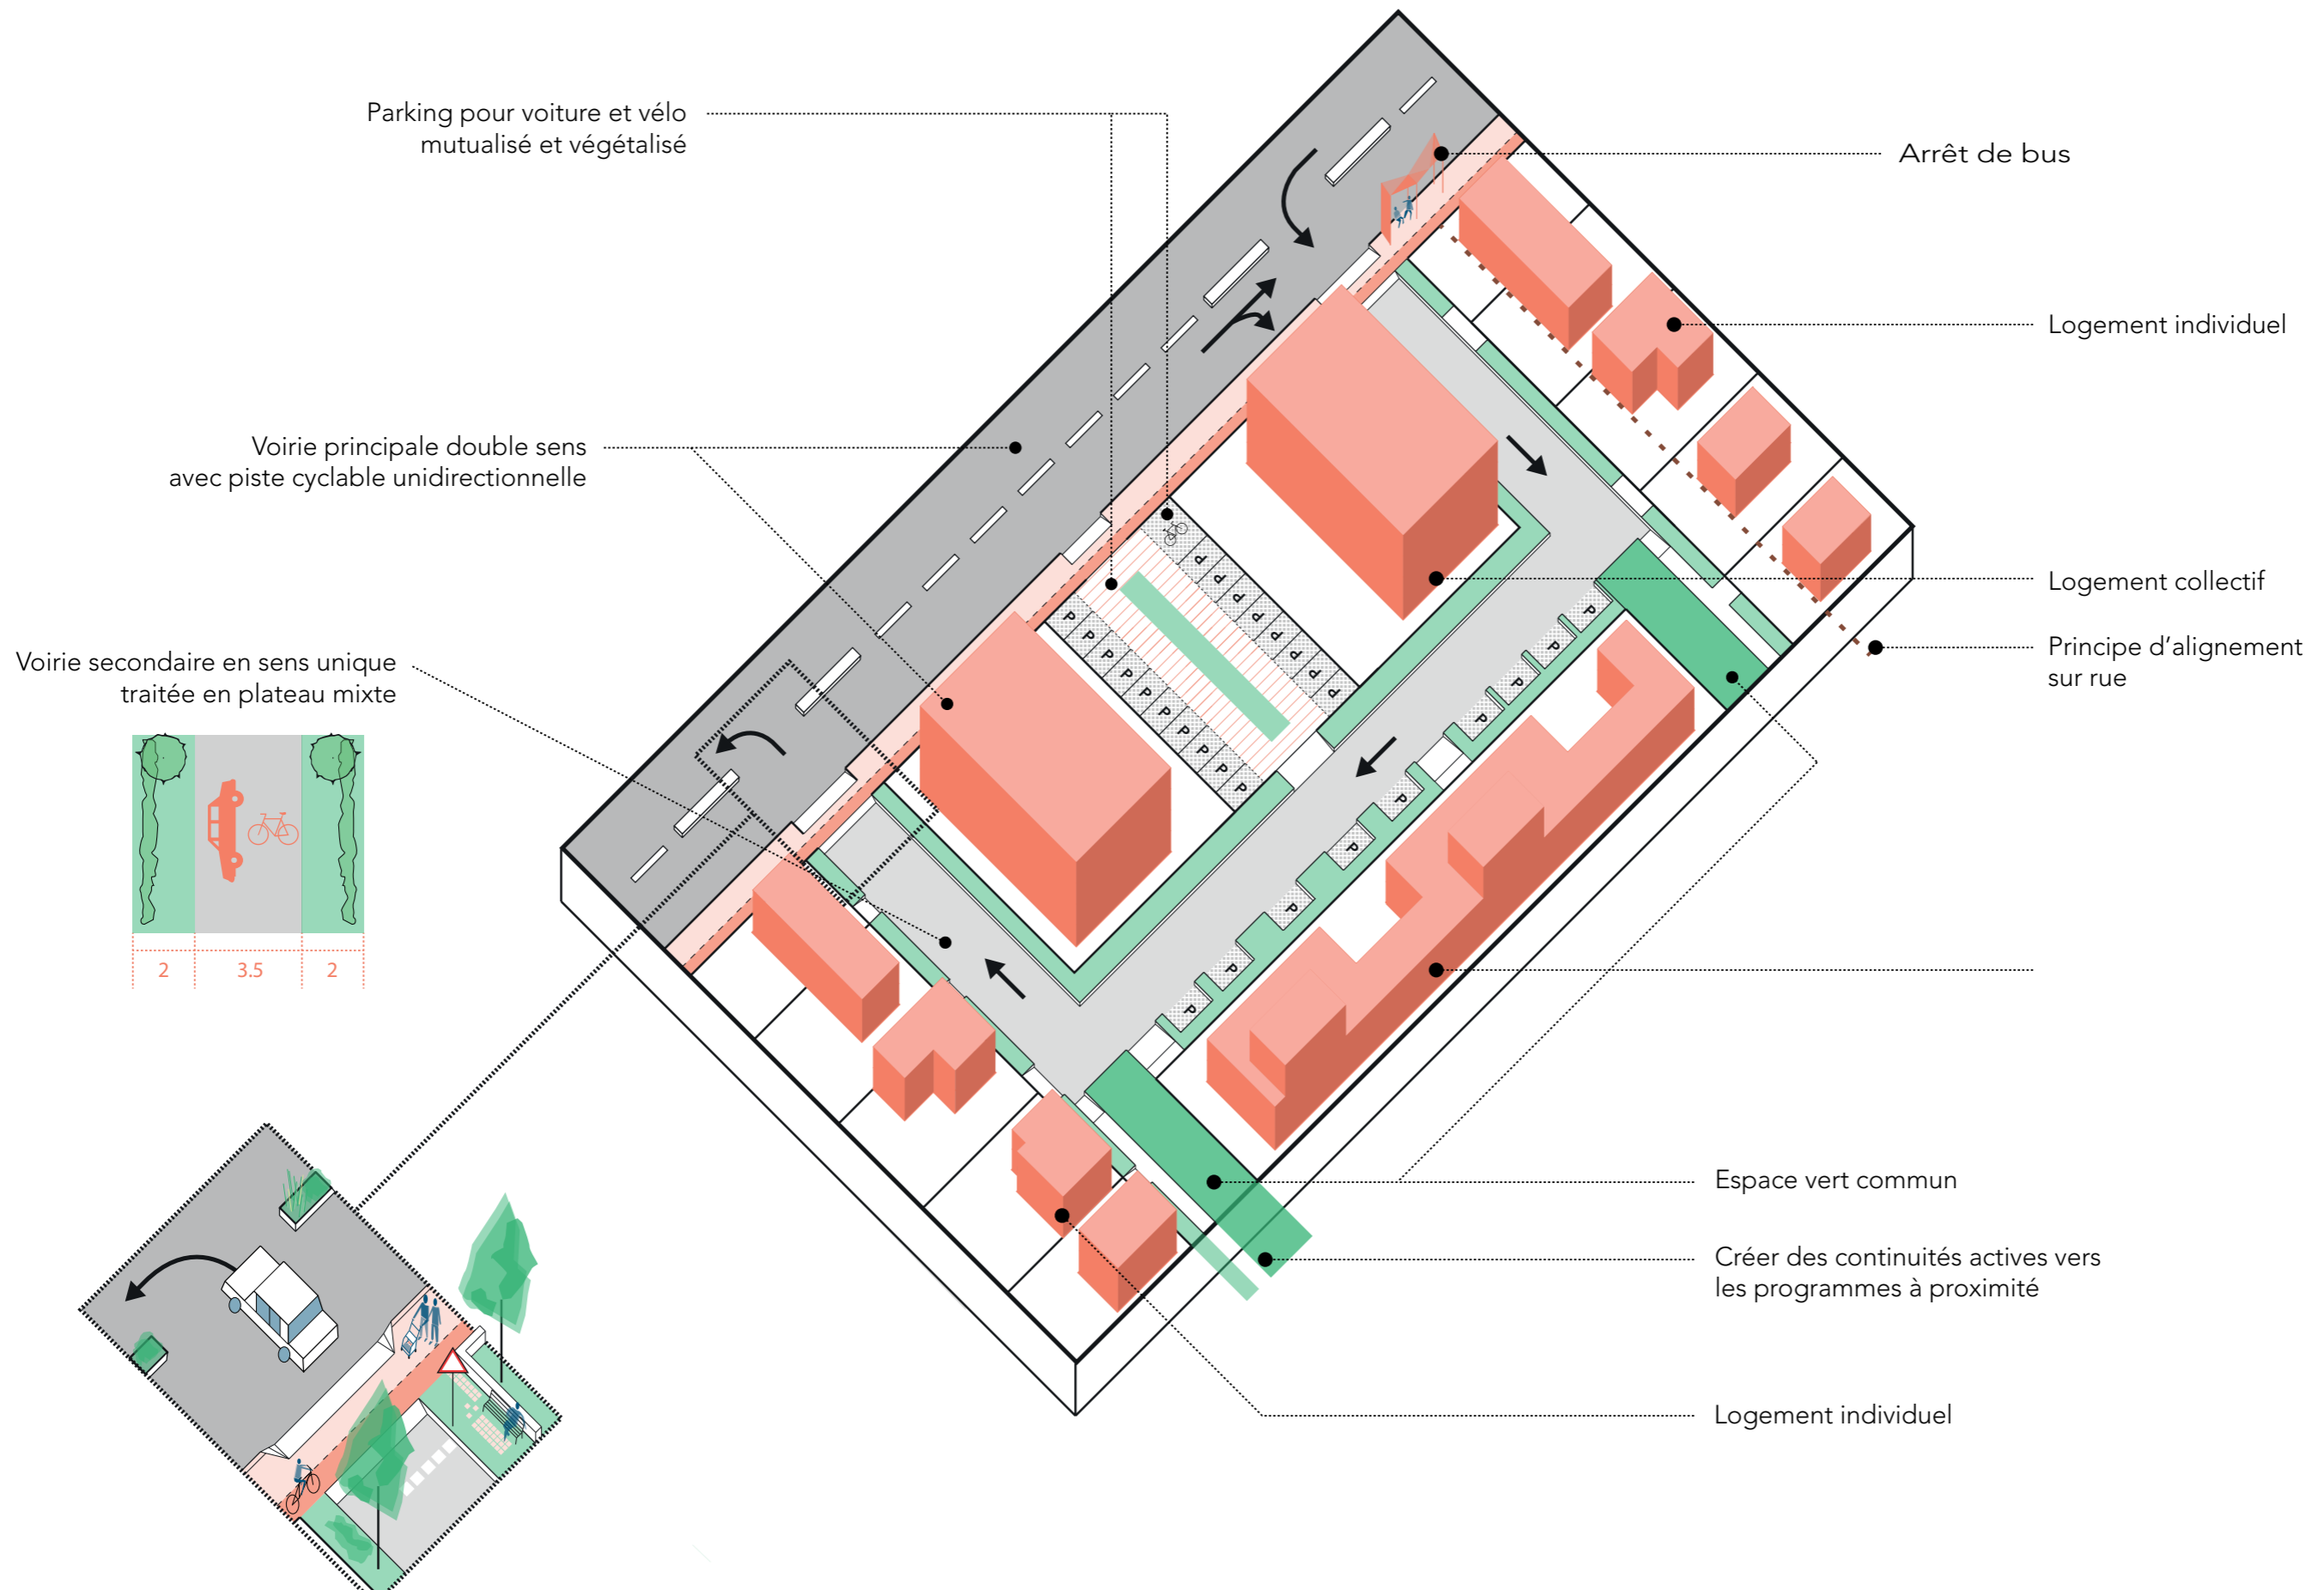 Parking pour voiture et vélo
mutualisé et végétalisé
Arrêt de bus
Logement individuel
Voirie principale double sens
avec piste cyclable unidirectionnelle
Logement collectif
Principe d'alignement
sur rue
Voirie secondaire en sens unique
traitée en plateau mixte
2 3.5 2
P P P P P P P P
P P P P P P P P P P
P P P P
P P P P P
Espace vert commun
Créer des continuités actives vers
les programmes à proximité
Logement individuel